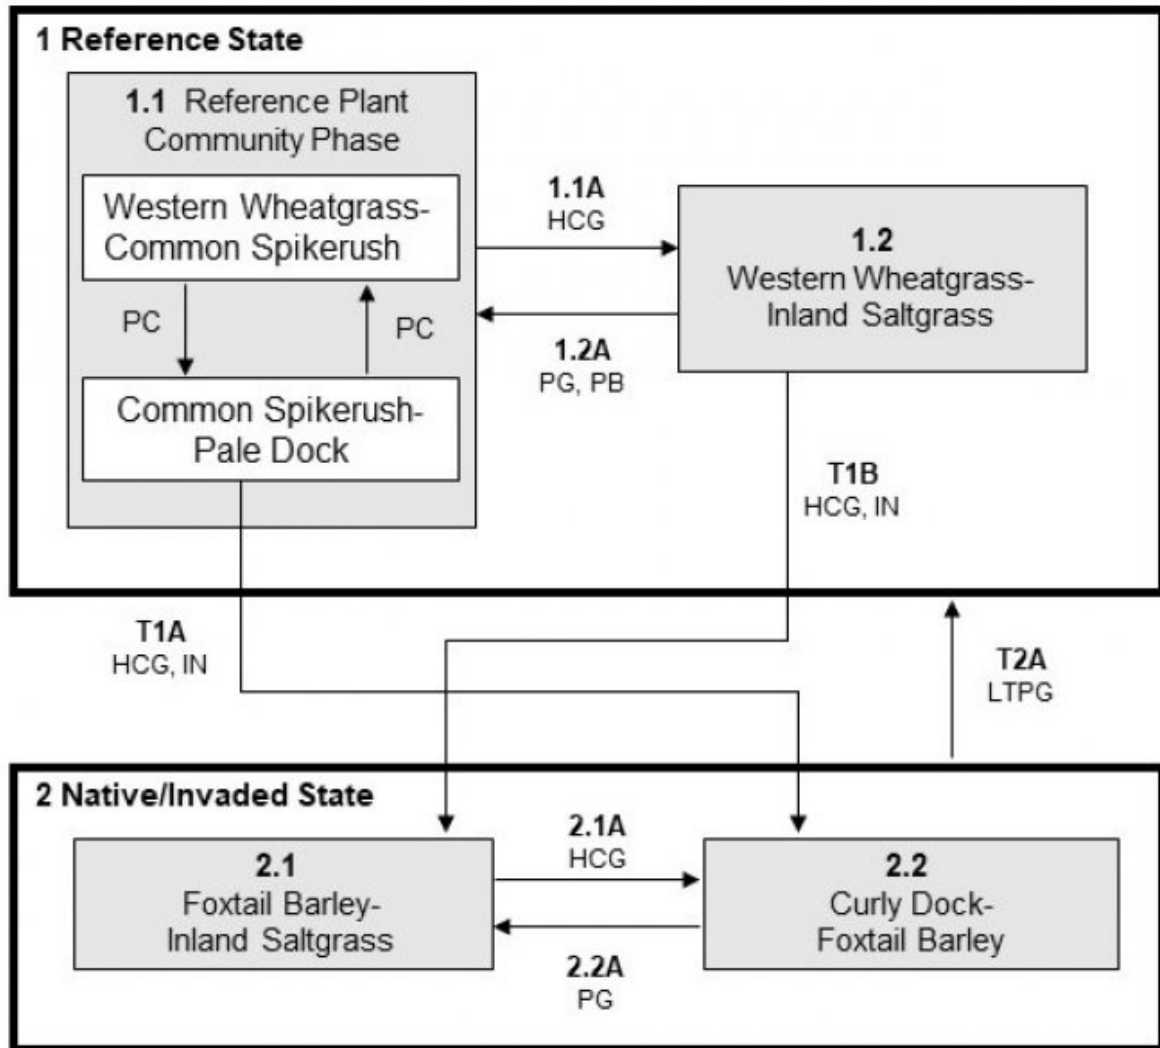 1 Reference State
1.1 Reference Plant
Community Phase
Western Wheatgrass-
Common Spikerush
PC
PC
Common Spikerush-
Pale Dock
1.1A
HCG
1.2A
PG, PB
1.2
Western Wheatgrass-
Inland Saltgrass
T1B
HCG, IN
T1A
HCG, IN
T2A
LTPG
2 Native/Invaded State
2.1
Foxtail Barley-
Inland Saltgrass
2.1A
HCG
2.2A
PG
2.2
Curly Dock-
Foxtail Barley